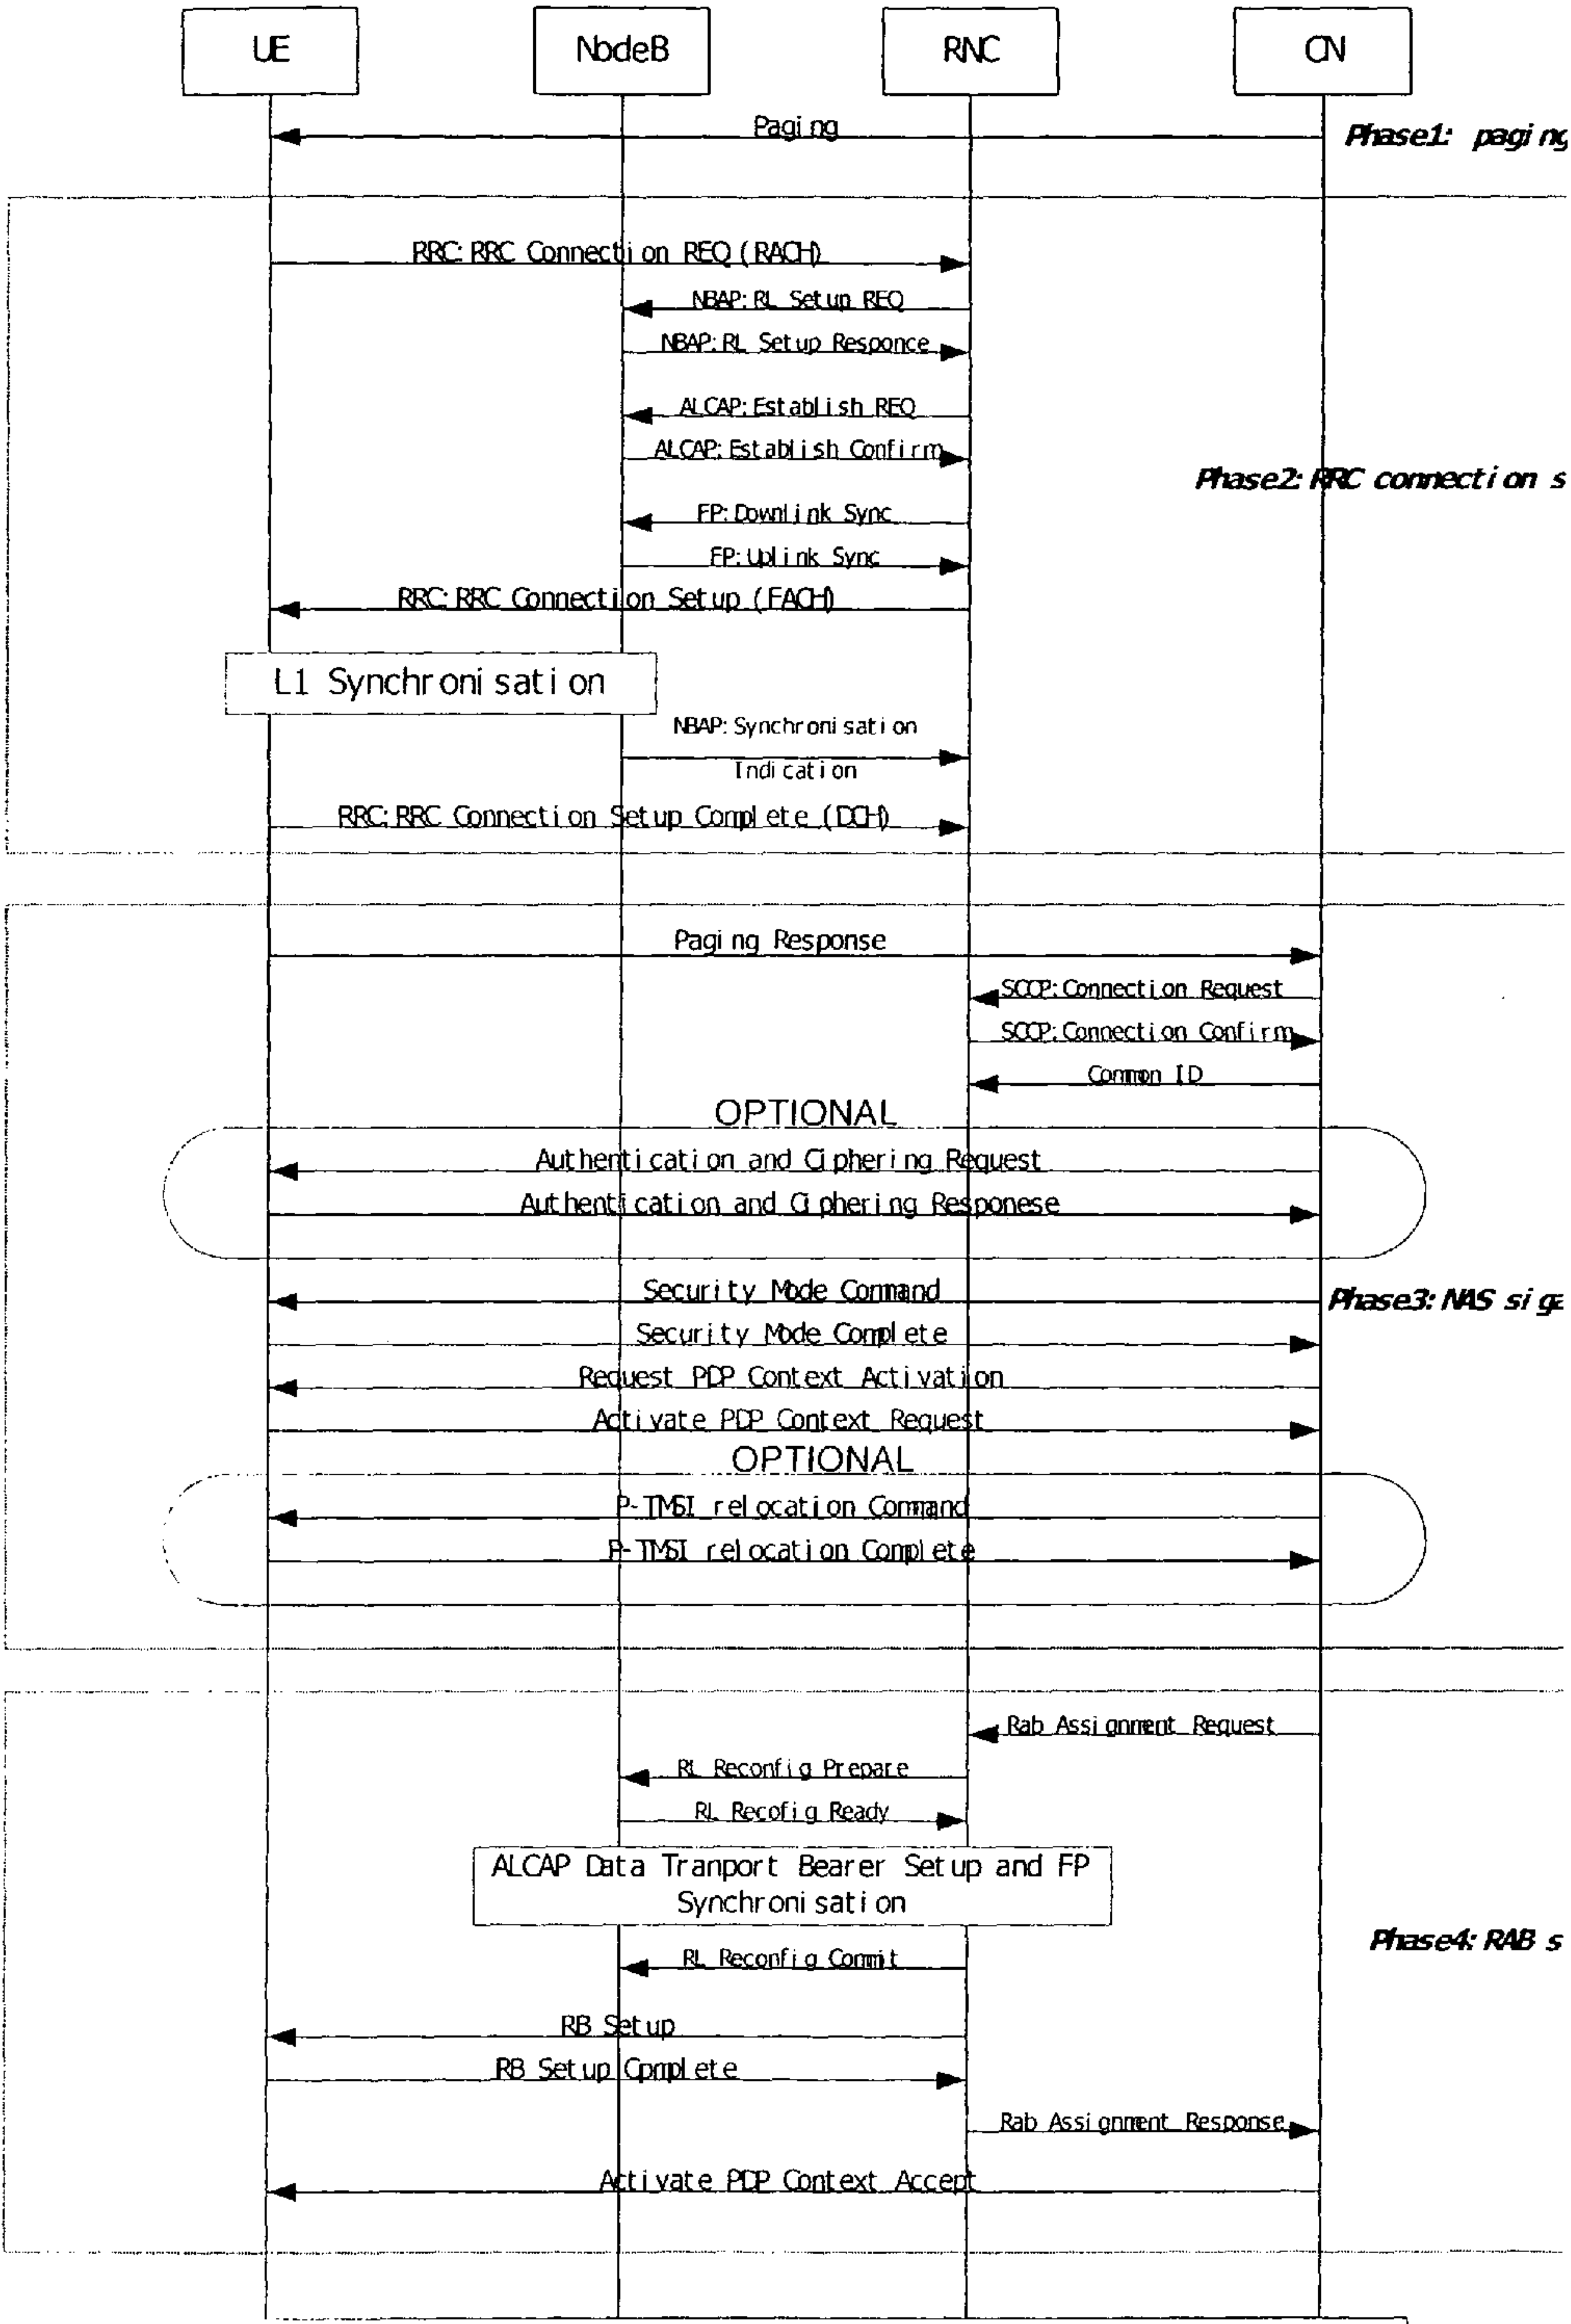 UE NodeB RNC CN
Paging
Phase1: paging
RRC:RRC Connection REQ(RACH)
NBAP:RL Setup REQ
NBAP:RL Setup Responce
ALCAP:Establish REQ
ALCAP:Establish Confirm
Phase2:RRC connection s
FP:Downlink Sync
FP:Uplink Sync
RRC:RRC Connection Setup(FACH)
L1 Synchronisation
NBAP:Synchronisation
Indication
RRC:RRC Connection Setup Complete(DCH)
Paging Response
SCCP:Connection Request
SCCP:Connection Confirm
Common ID
OPTIONAL
Authentication and Ciphering Request
Authentication and Ciphering Responese
Security Mode Command
Phase3:NAS sig
Security Mode Complete
Request PDP Context Activation
Activate PDP Context Request
OPTIONAL
P-TMSI relocation Command
P-TMSI relocation Complete
Rab Assignment Request
RL Reconfig Prepare
RL Recofig Ready
ALCAP Data Tranport Bearer Setup and FP
Synchronisation
Phase4:RAB s
RL Reconfig Commit
RB Setup
RB Setup Complete
Rab Assignment Response
Activate PDP Context Accept